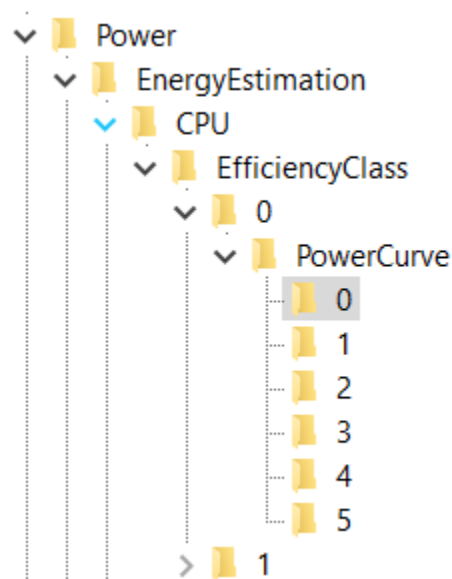 Power
EnergyEstimation
CPU
EfficiencyClass
0
PowerCurve
0
1
2
3
4
5
1